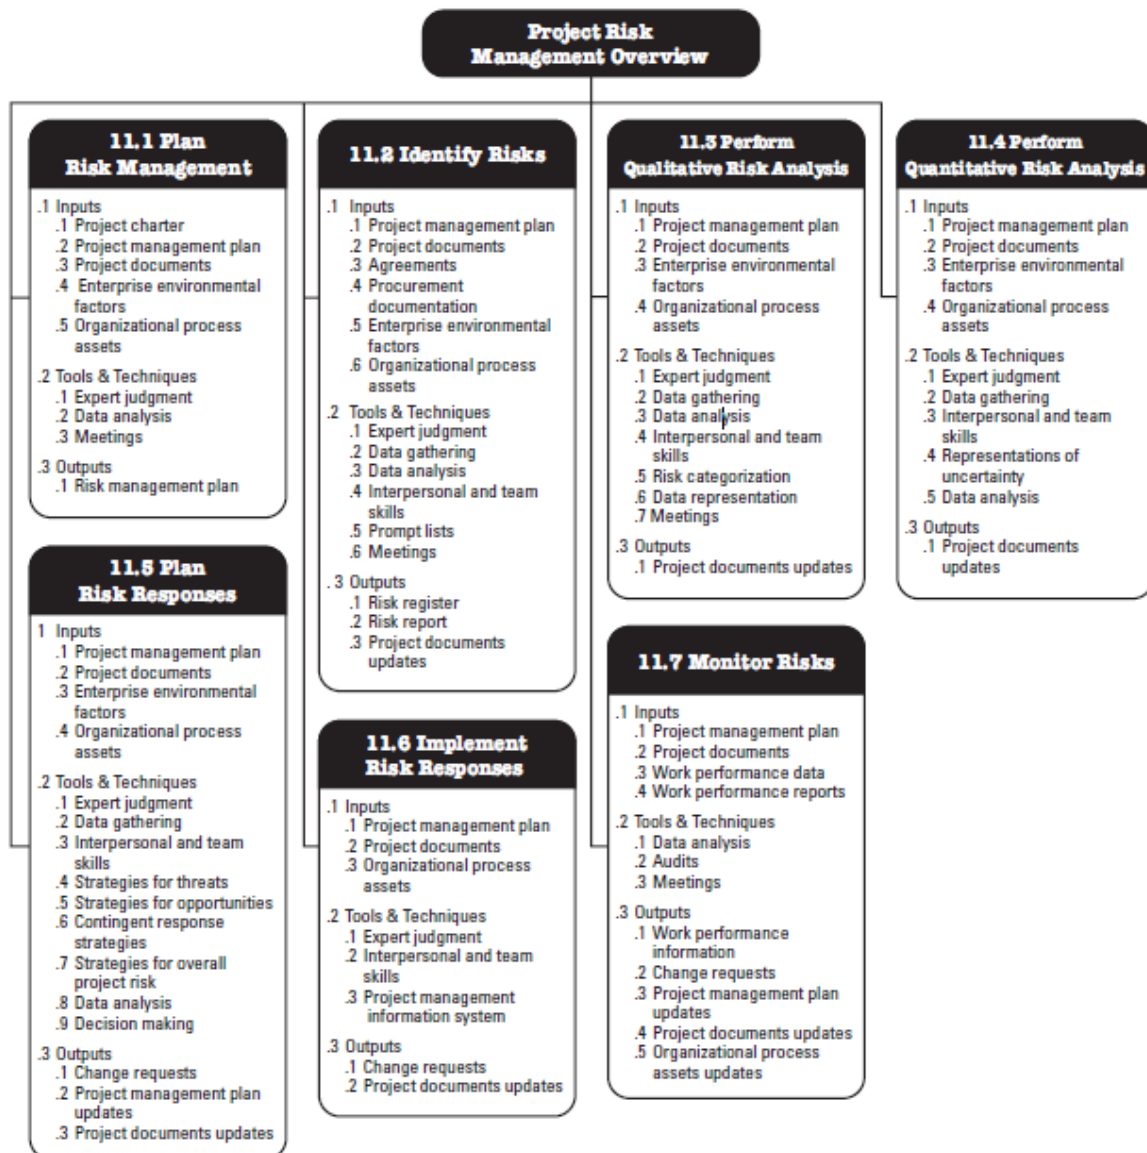 Project Risk
Management Overview
11.1 Plan
Risk Management
.1 Inputs
.1 Project charter
.2 Project management plan
.3 Project documents
.4 Enterprise environmental
factors
.5 Organizational process
assets
.2 Tools & Techniques
.1 Expert judgment
.2 Data analysis
.3 Meetings
.3 Outputs
.1 Risk management plan
11.2 Identify Risks
.1 Inputs
.1 Project management plan
.2 Project documents
.3 Agreements
.4 Procurement
documentation
.5 Enterprise environmental
factors
.6 Organizational process
assets
.2 Tools & Techniques
.1 Expert judgment
.2 Data gathering
.3 Data analysis
.4 Interpersonal and team
skills
.5 Prompt lists
.6 Meetings
. 3 Outputs
.1 Risk register
.2 Risk report
.3 Project documents
updates
11.3 Perform
Qualitative Risk Analysis
.1 Inputs
.1 Project management plan
.2 Project documents
.3 Enterprise environmental
factors
.4 Organizational process
assets
.2 Tools & Techniques
.1 Expert judgment
.2 Data gathering
.3 Data analysis
.4 Interpersonal and team
skills
.5 Risk categorization
.6 Data representation
.7 Meetings
.3 Outputs
.1 Project documents updates
11.4 Perform
Quantitative Risk Analysis
.1 Inputs
.1 Project management plan
.2 Project documents
.3 Enterprise environmental
factors
.4 Organizational process
assets
.2 Tools & Techniques
.1 Expert judgment
.2 Data gathering
.3 Interpersonal and team
skills
.4 Representations of
uncertainty
.5 Data analysis
.3 Outputs
.1 Project documents
updates
11.5 Plan
Risk Responses
1 Inputs
.1 Project management plan
.2 Project documents
.3 Enterprise environmental
factors
.4 Organizational process
assets
.2 Tools & Techniques
.1 Expert judgment
.2 Data gathering
.3 Interpersonal and team
skills
.4 Strategies for threats
.5 Strategies for opportunities
.6 Contingent response
strategies
.7 Strategies for overall
project risk
.8 Data analysis
.9 Decision making
.3 Outputs
.1 Change requests
.2 Project management plan
updates
.3 Project documents updates
11.6 Implement
Risk Responses
.1 Inputs
.1 Project management plan
.2 Project documents
.3 Organizational process
assets
.2 Tools & Techniques
.1 Expert judgment
.2 Interpersonal and team
skills
.3 Project management
information system
.3 Outputs
.1 Change requests
.2 Project documents updates
11.7 Monitor Risks
.1 Inputs
.1 Project management plan
.2 Project documents
.3 Work performance data
.4 Work performance reports
.2 Tools & Techniques
.1 Data analysis
.2 Audits
.3 Meetings
.3 Outputs
.1 Work performance
information
.2 Change requests
.3 Project management plan
updates
.4 Project documents updates
.5 Organizational process
assets updates